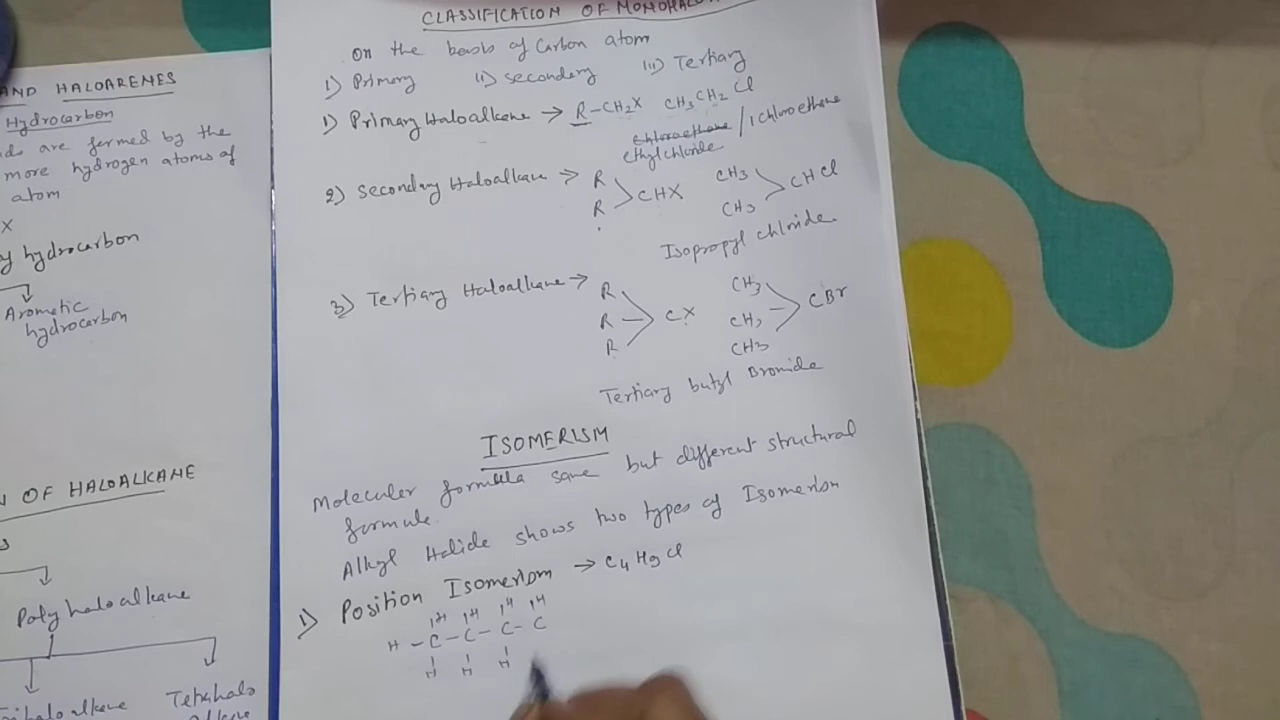 AND HALOARENES
Hydrocarbon
are formed by the
more hydrogen atoms of
atom
X
hydrocarbon
Aromatic
hydrocarbon
OF HALOALKANE
Poly haloalkane
Tetrahalo
CLASSIFICATION OF MONOHALO
On the basis of Carbon atom
i) Primary ii) Secondary iii) Tertiary
1) Primary Haloalkane → R-CH2X CH3CH2Cl
Chloroethane / 1 chloroethane
ethylchloride
2) Secondary Haloalkane → R R CHX CH3 CH3 CHCl
Isopropyl chloride
3) Tertiary Haloalkane → R R R CX CH3 CH3 CH3 CBr
Tertiary butyl Bromide
ISOMERISM
Molecular formula same but different structural
formula.
Alkyl Halide shows two types of Isomerism
1) Position Isomerism → C4H9Cl
H H H H
H - C - C - C - C
H H H